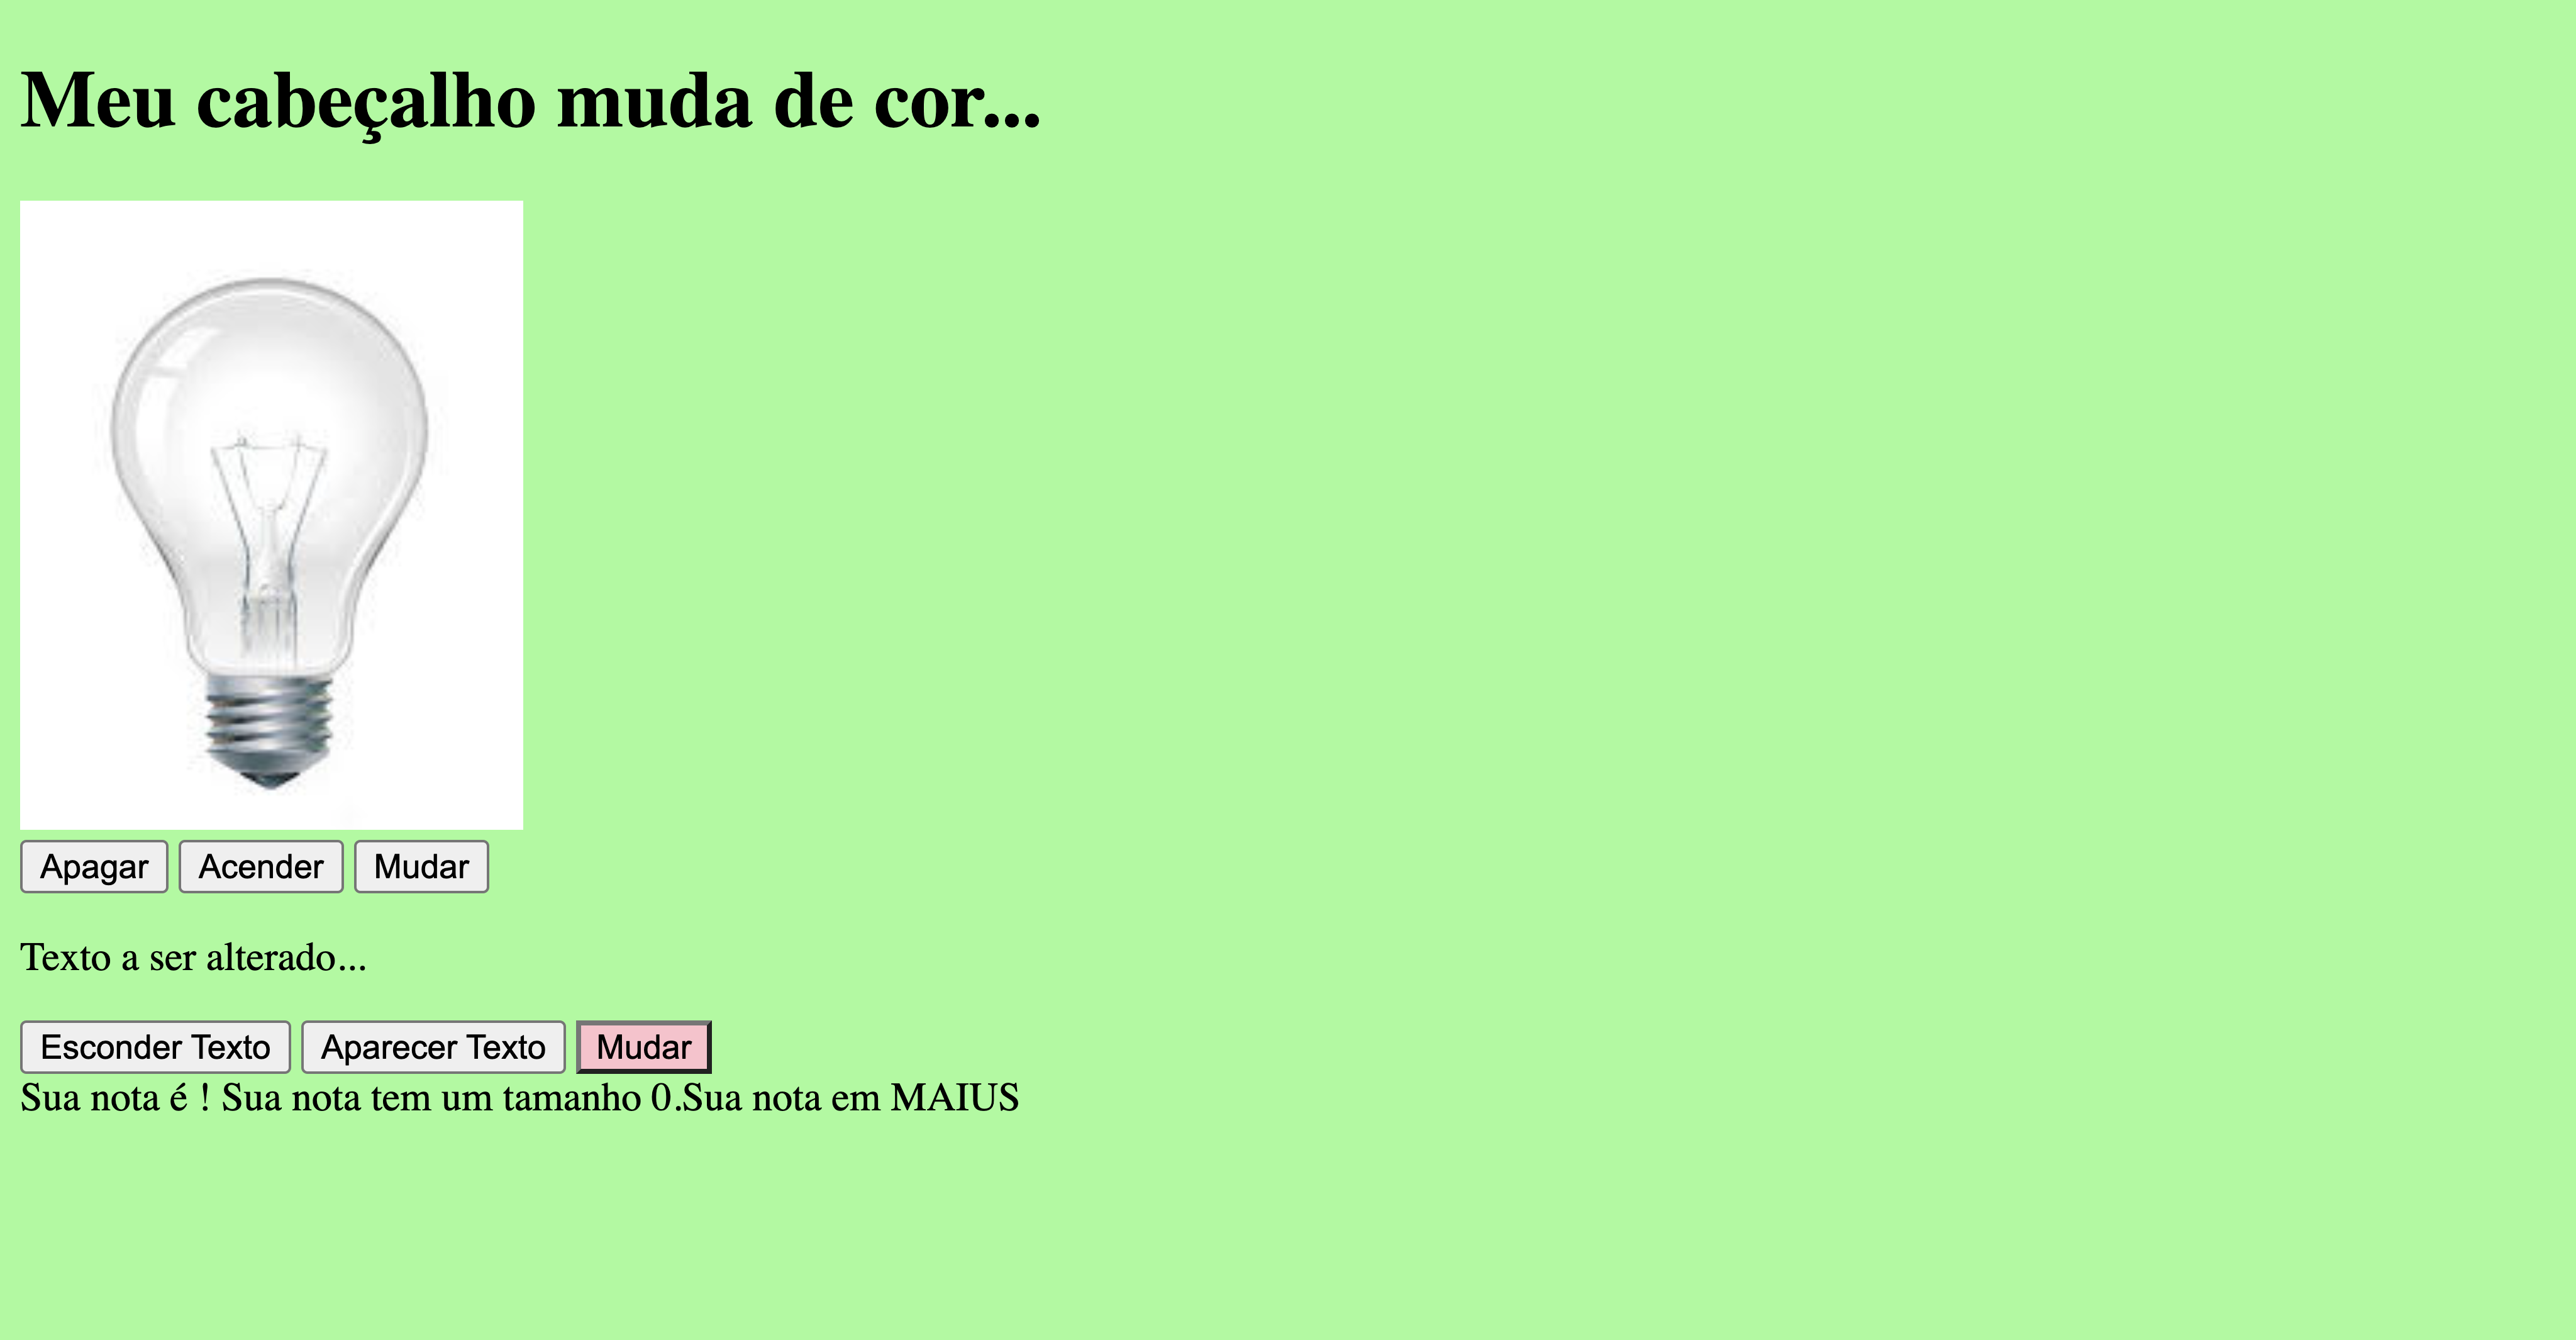 Meu cabeçalho muda de cor...
Apagar Acender Mudar
Texto a ser alterado...
Esconder Texto Aparecer Texto Mudar
Sua nota é ! Sua nota tem um tamanho 0.Sua nota em MAIUS